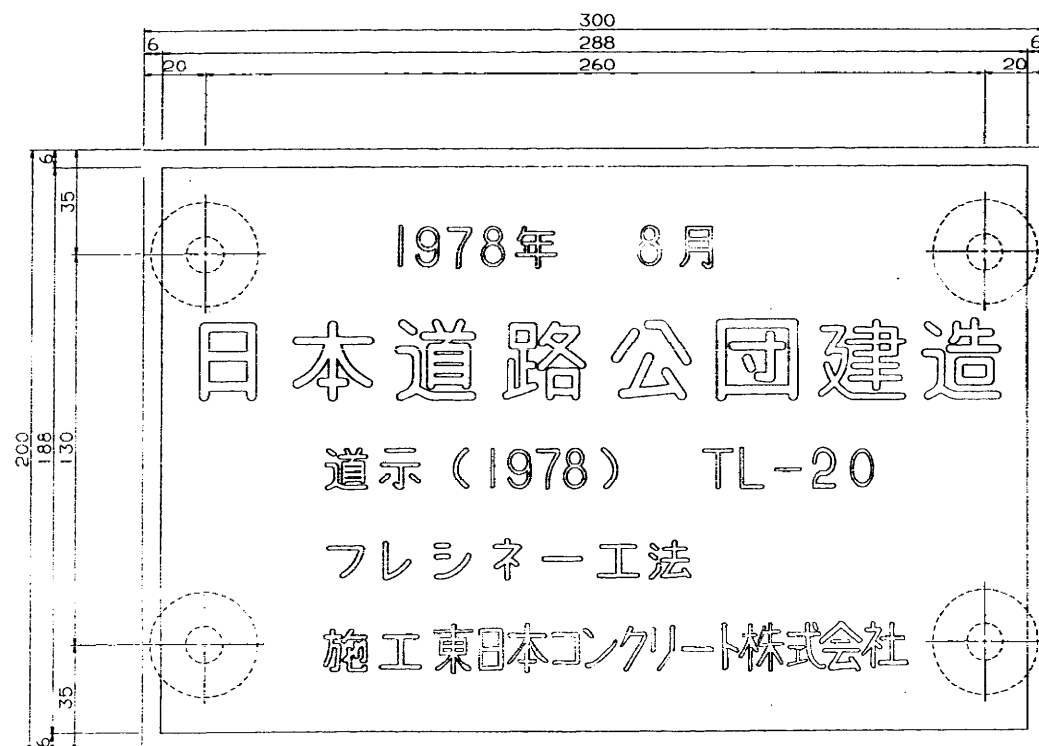 300
6 288 6
20 260 20
6
35
200 188 130
35
6
1978年 8月
日本道路公団建造
道示(1978) TL-20
フレシネー工法
施工東日本コンクリート株式会社